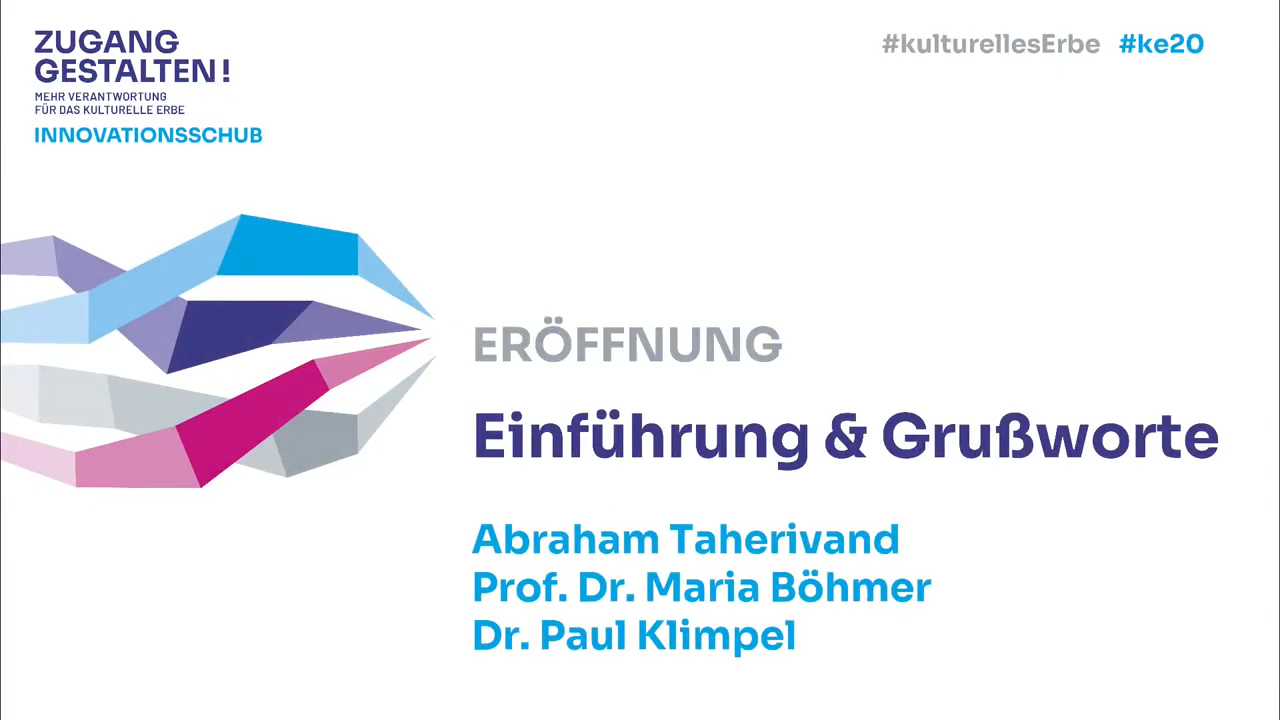 ZUGANG
GESTALTEN!
MEHR VERANTWORTUNG
FÜR DAS KULTURELLE ERBE
INNOVATIONSSCHUB
#kulturellesErbe #ke20
ERÖFFNUNG
Einführung & Grußworte
Abraham Taherivand
Prof. Dr. Maria Böhmer
Dr. Paul Klimpel